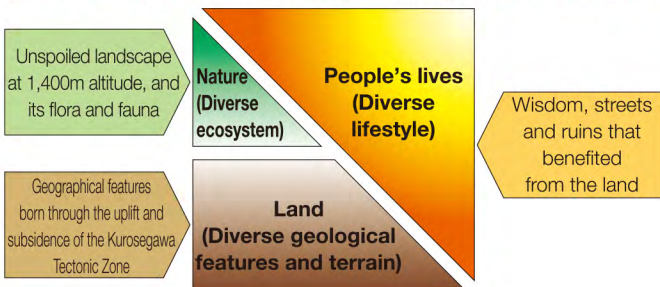 Unspoiled landscape
at 1,400m altitude, and
its flora and fauna
Nature
(Diverse
ecosystem)
People's lives
(Diverse
lifestyle)
Wisdom, streets
and ruins that
benefited
from the land
Geographical features
born through the uplift and
subsidence of the Kurosegawa
Tectonic Zone
Land
(Diverse geological
features and terrain)